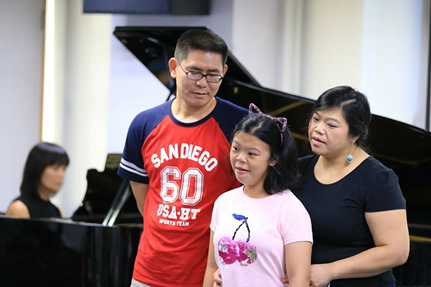 SAN DIEGO
60
USA-HT
SPORTS-TEAM